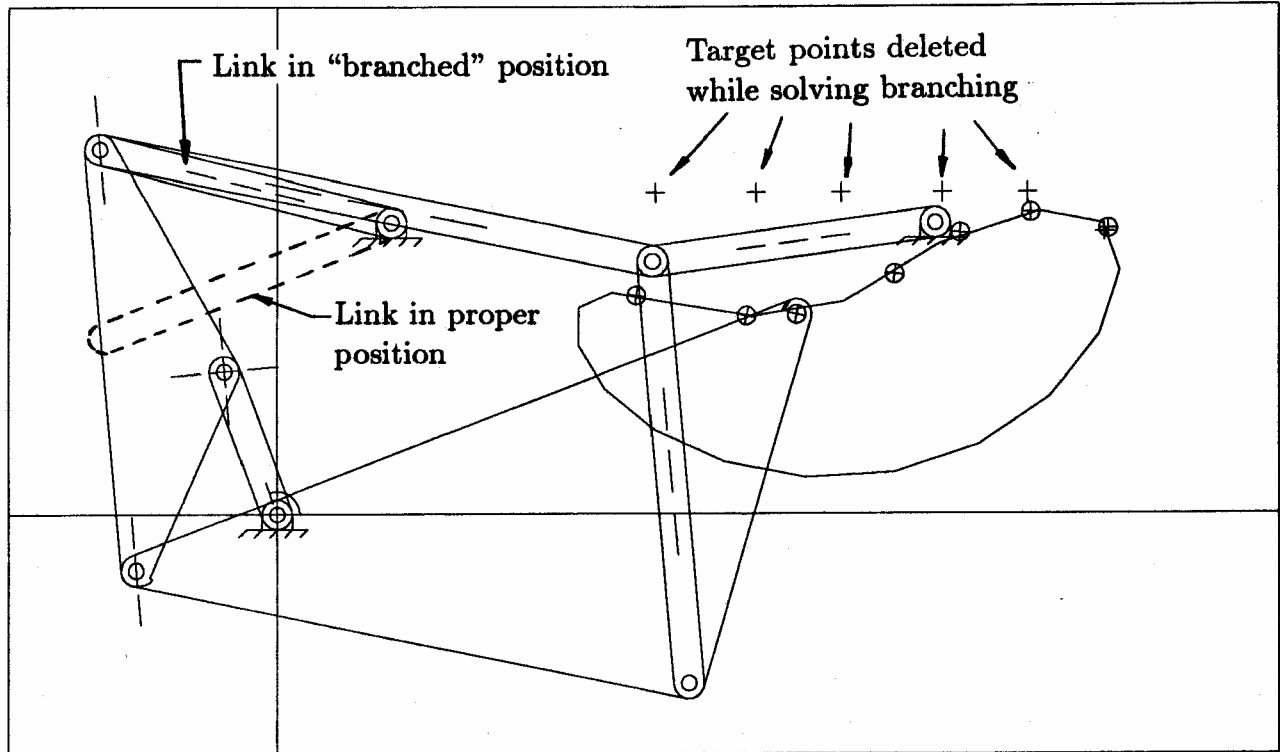 Link in “branched” position
Target points deleted
while solving branching
Link in proper
position